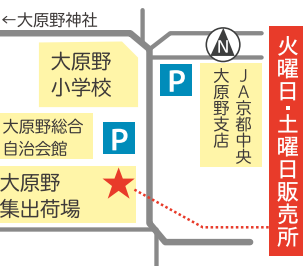 ←大原野神社
大原野
小学校
P
N
ＪＡ京都中央
大原野支店
火曜日・土曜日販売所
大原野総合
自治会館
P
大原野
集出荷場